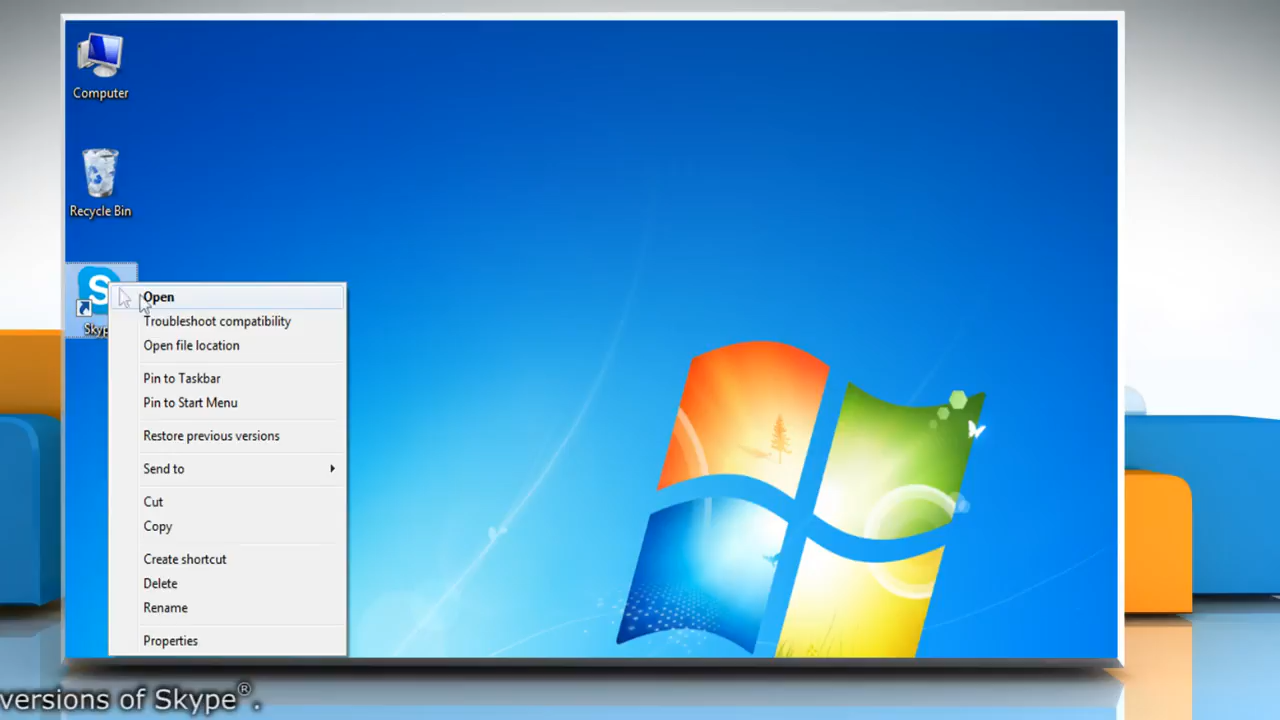 Computer
Recycle Bin
S
Skyp
Open
Troubleshoot compatibility
Open file location
Pin to Taskbar
Pin to Start Menu
Restore previous versions
Send to
Cut
Copy
Create shortcut
Delete
Rename
Properties
versions of Skype®.